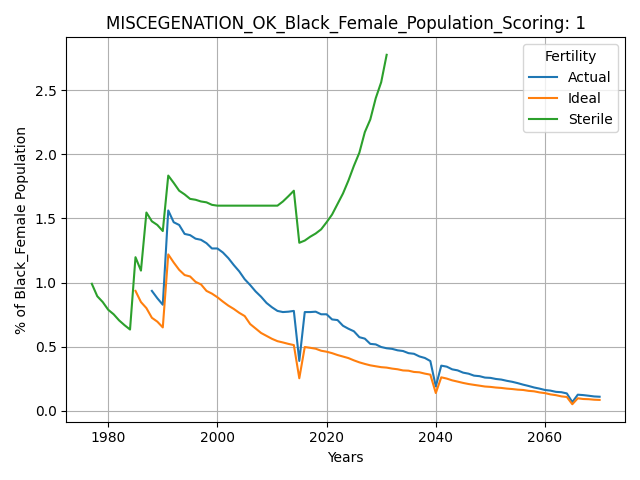 MISCEGENATION_OK_Black_Female_Population_Scoring: 1
Fertility
Actual
Ideal
Sterile
% of Black_Female Population
2.5
2.0
1.5
1.0
0.5
0.0
1980
2000
2020
2040
2060
Years